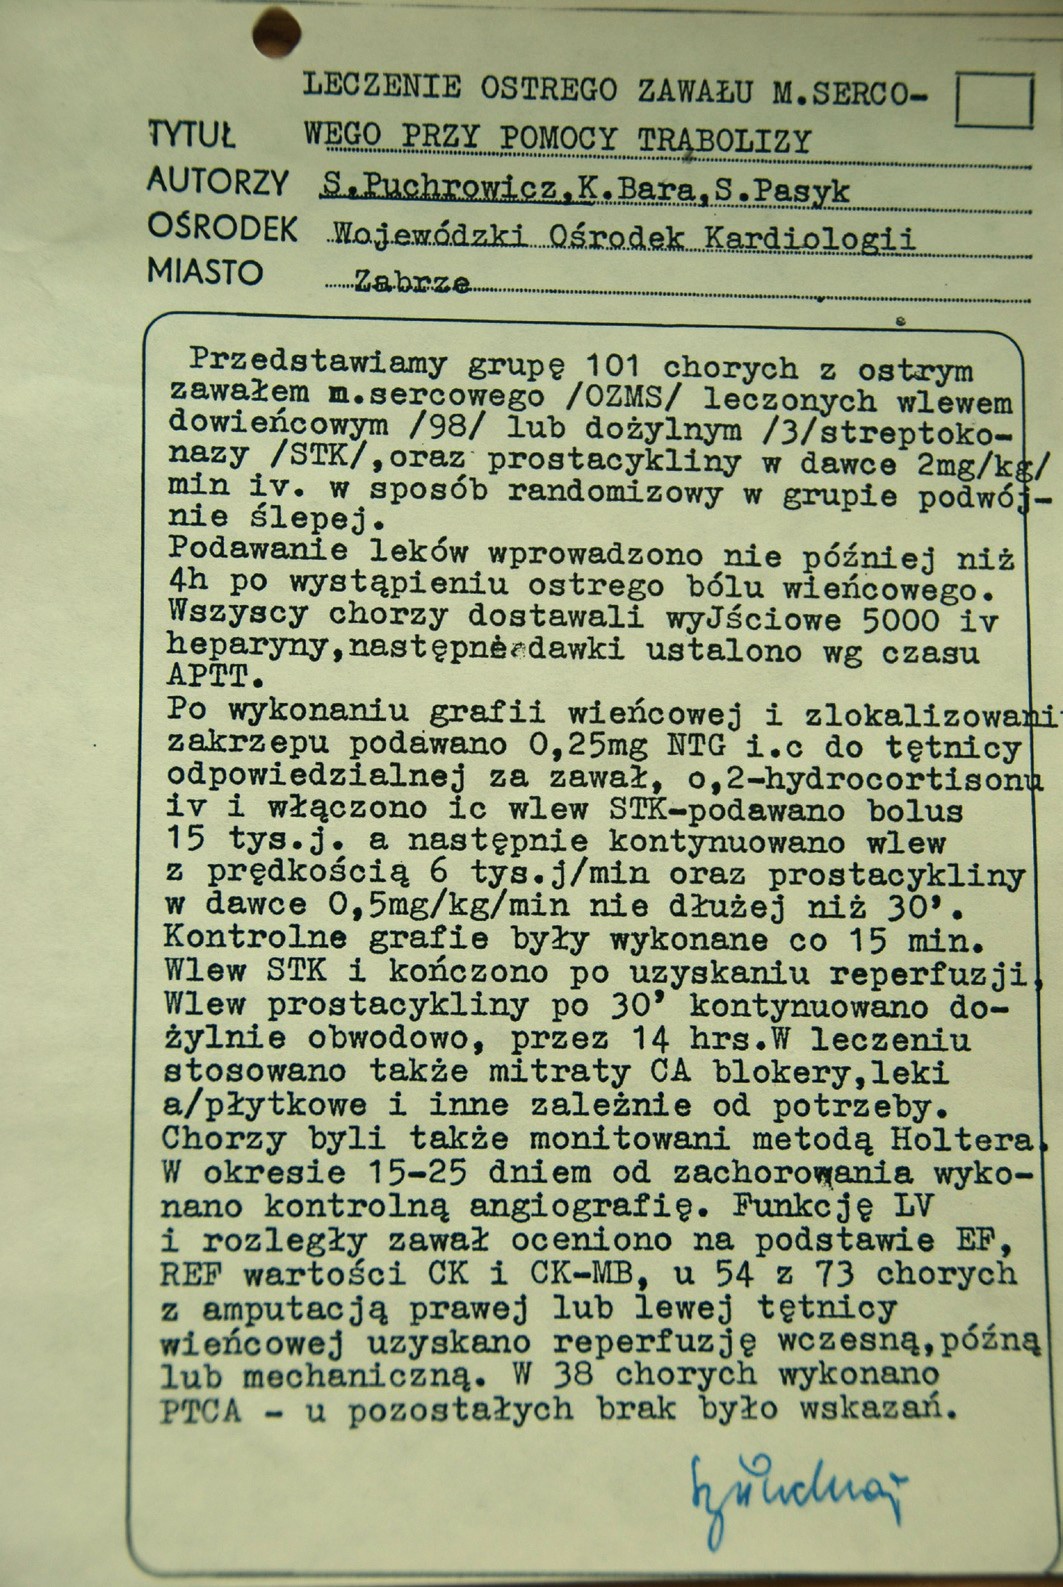 LECZENIE OSTREGO ZAWAŁU M.SERCO-
TYTUŁ WEGO PRZY POMOCY TRĄBOLIZY
AUTORZY S.Puchrowicz,K.Bara,S.Pasyk
OŚRODEK Wojewódzki Ośrodek Kardiologii
MIASTO Zabrze
Przedstawiamy grupę 101 chorych z ostrym
zawałem m.sercowego /OZMS/ leczonych wlewem
dowieńcowym /98/ lub dożylnym /3/streptoko-
nazy /STK/,oraz prostacykliny w dawce 2mg/kg/
min iv. w sposób randomizowy w grupie podwój-
nie ślepej.
Podawanie leków wprowadzono nie później niż
4h po wystąpieniu ostrego bólu wieńcowego.
Wszyscy chorzy dostawali wyJściowe 5000 iv
heparyny,następne dawki ustalono wg czasu
APTT.
Po wykonaniu grafii wieńcowej i zlokalizowani
zakrzepu podawano 0,25mg NTG i.c do tętnicy
odpowiedzialnej za zawał, o,2-hydrocortisonu
iv i włączono ic wlew STK-podawano bolus
15 tys.j. a następnie kontynuowano wlew
z prędkością 6 tys.j/min oraz prostacykliny
w dawce 0,5mg/kg/min nie dłużej niż 30'.
Kontrolne grafie były wykonane co 15 min.
Wlew STK i kończono po uzyskaniu reperfuzji,
Wlew prostacykliny po 30' kontynuowano do-
żylnie obwodowo, przez 14 hrs.W leczeniu
stosowano także mitraty CA blokery,leki
a/płytkowe i inne zależnie od potrzeby.
Chorzy byli także monitowani metodą Holtera.
W okresie 15-25 dniem od zachorowania wyko-
nano kontrolną angiografię. Funkcję LV
i rozległy zawał oceniono na podstawie EF,
REF wartości CK i CK-MB, u 54 z 73 chorych
z amputacją prawej lub lewej tętnicy
wieńcowej uzyskano reperfuzję wczesną,późną
lub mechaniczną. W 38 chorych wykonano
PTCA - u pozostałych brak było wskazań.